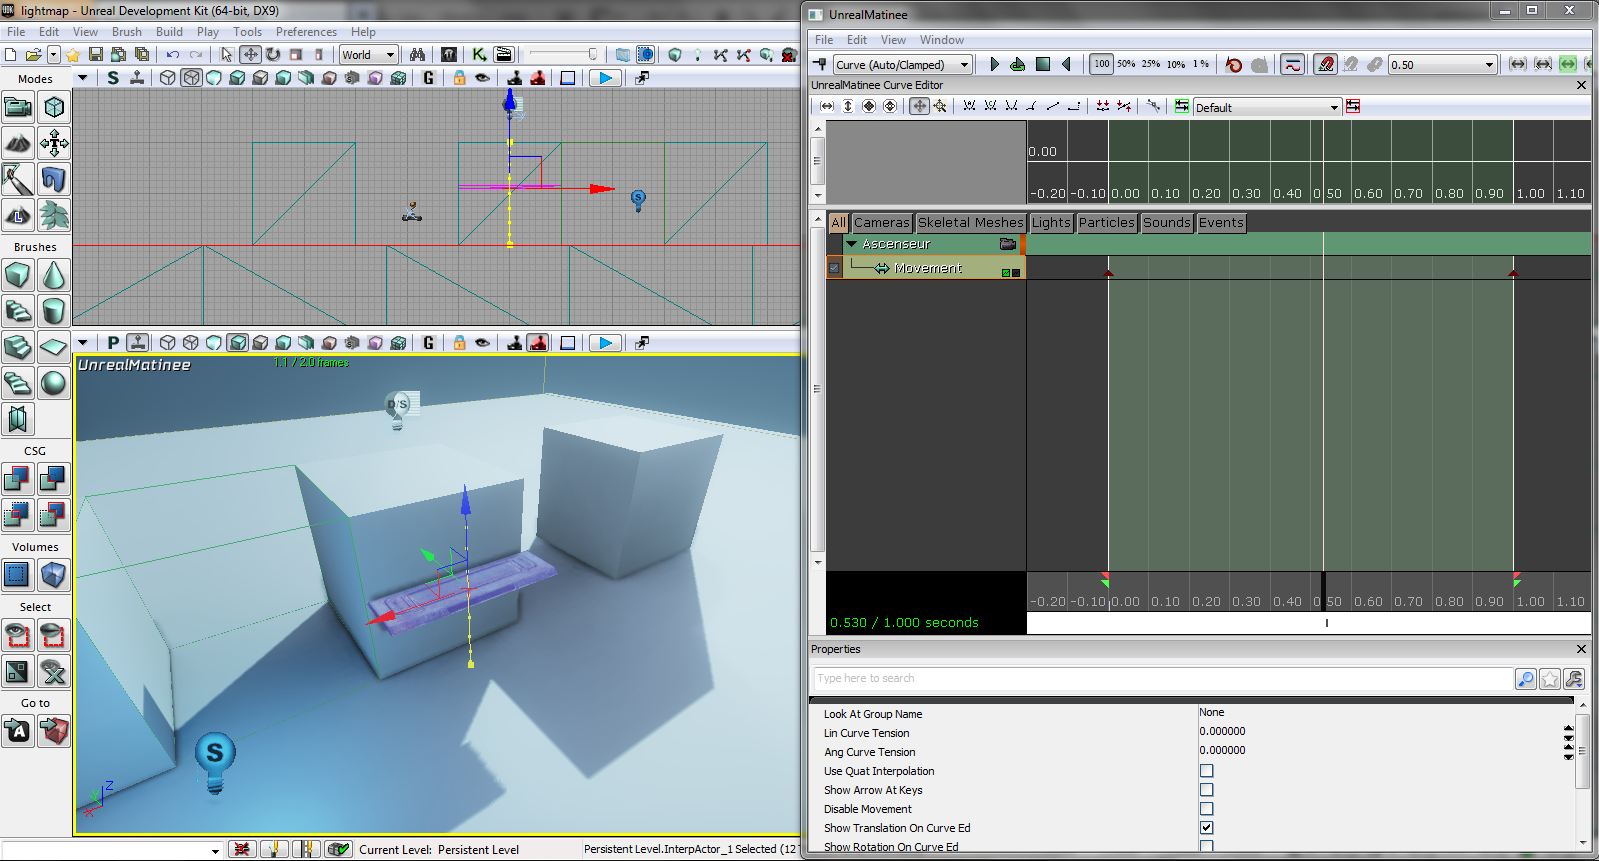 lightmap - Unreal Development Kit (64-bit, DX9)
File Edit View Brush Build Play Tools Preferences Help
World
Modes
S
G
L
Brushes
CSG
Volumes
Select
Go to
A
P
G
UnrealMatinee
1.1 / 2.0 frames
D/S
S
Z
Y
X
Current Level: Persistent Level
Persistent Level.InterpActor_1 Selected (12 T
UnrealMatinee
File Edit View Window
Curve (Auto/Clamped)
100 50% 25% 10% 1 %
0.50
UnrealMatinee Curve Editor
Default
0.00
-0.20 -0.10 0.00 0.10 0.20 0.30 0.40 0.50 0.60 0.70 0.80 0.90 1.00 1.10
All Cameras Skeletal Meshes Lights Particles Sounds Events
Ascenseur
Movement
-0.20 -0.10 0.00 0.10 0.20 0.30 0.40 0.50 0.60 0.70 0.80 0.90 1.00 1.10
0.530 / 1.000 seconds
Properties
Type here to search
Look At Group Name None
Lin Curve Tension 0.000000
Ang Curve Tension 0.000000
Use Quat Interpolation
Show Arrow At Keys
Disable Movement
Show Translation On Curve Ed
Show Rotation On Curve Ed